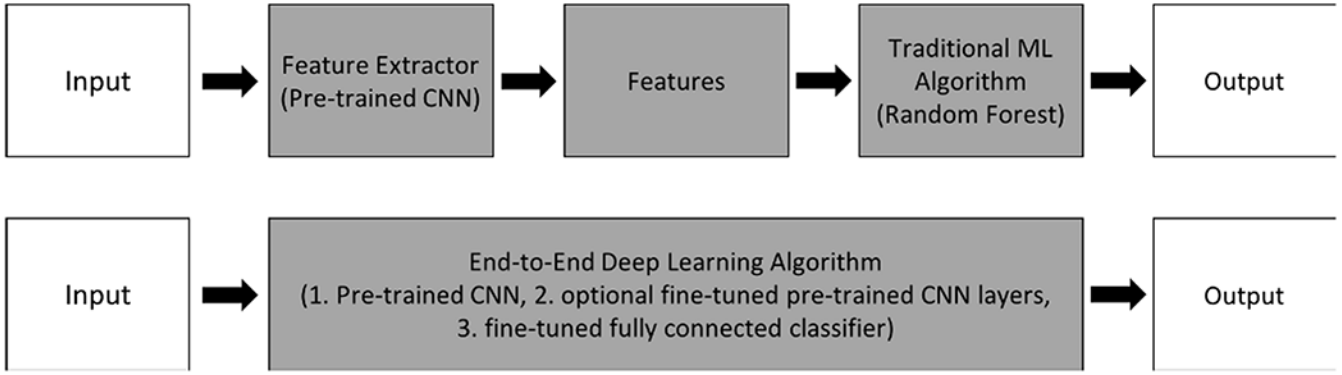 Input
Feature Extractor
(Pre-trained CNN)
Features
Traditional ML
Algorithm
(Random Forest)
Output
Input
End-to-End Deep Learning Algorithm
(1. Pre-trained CNN, 2. optional fine-tuned pre-trained CNN layers,
3. fine-tuned fully connected classifier)
Output